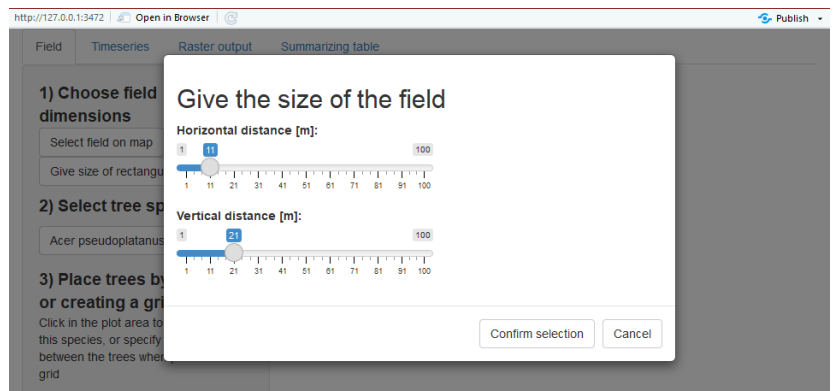 http://127.0.0.1:3472 Open in Browser Publish
Field Timeseries Raster output Summarizing table
1) Choose field
dimensions
Select field on map
Give size of rectangu
2) Select tree sp
Acer pseudoplatanus
3) Place trees by
or creating a gri
Click in the plot area to
this species, or specify
between the trees when
grid
Give the size of the field
Horizontal distance [m]:
1 11 100
1 11 21 31 41 51 61 71 81 91 100
Vertical distance [m]:
1 21 100
1 11 21 31 41 51 61 71 81 91 100
Confirm selection Cancel